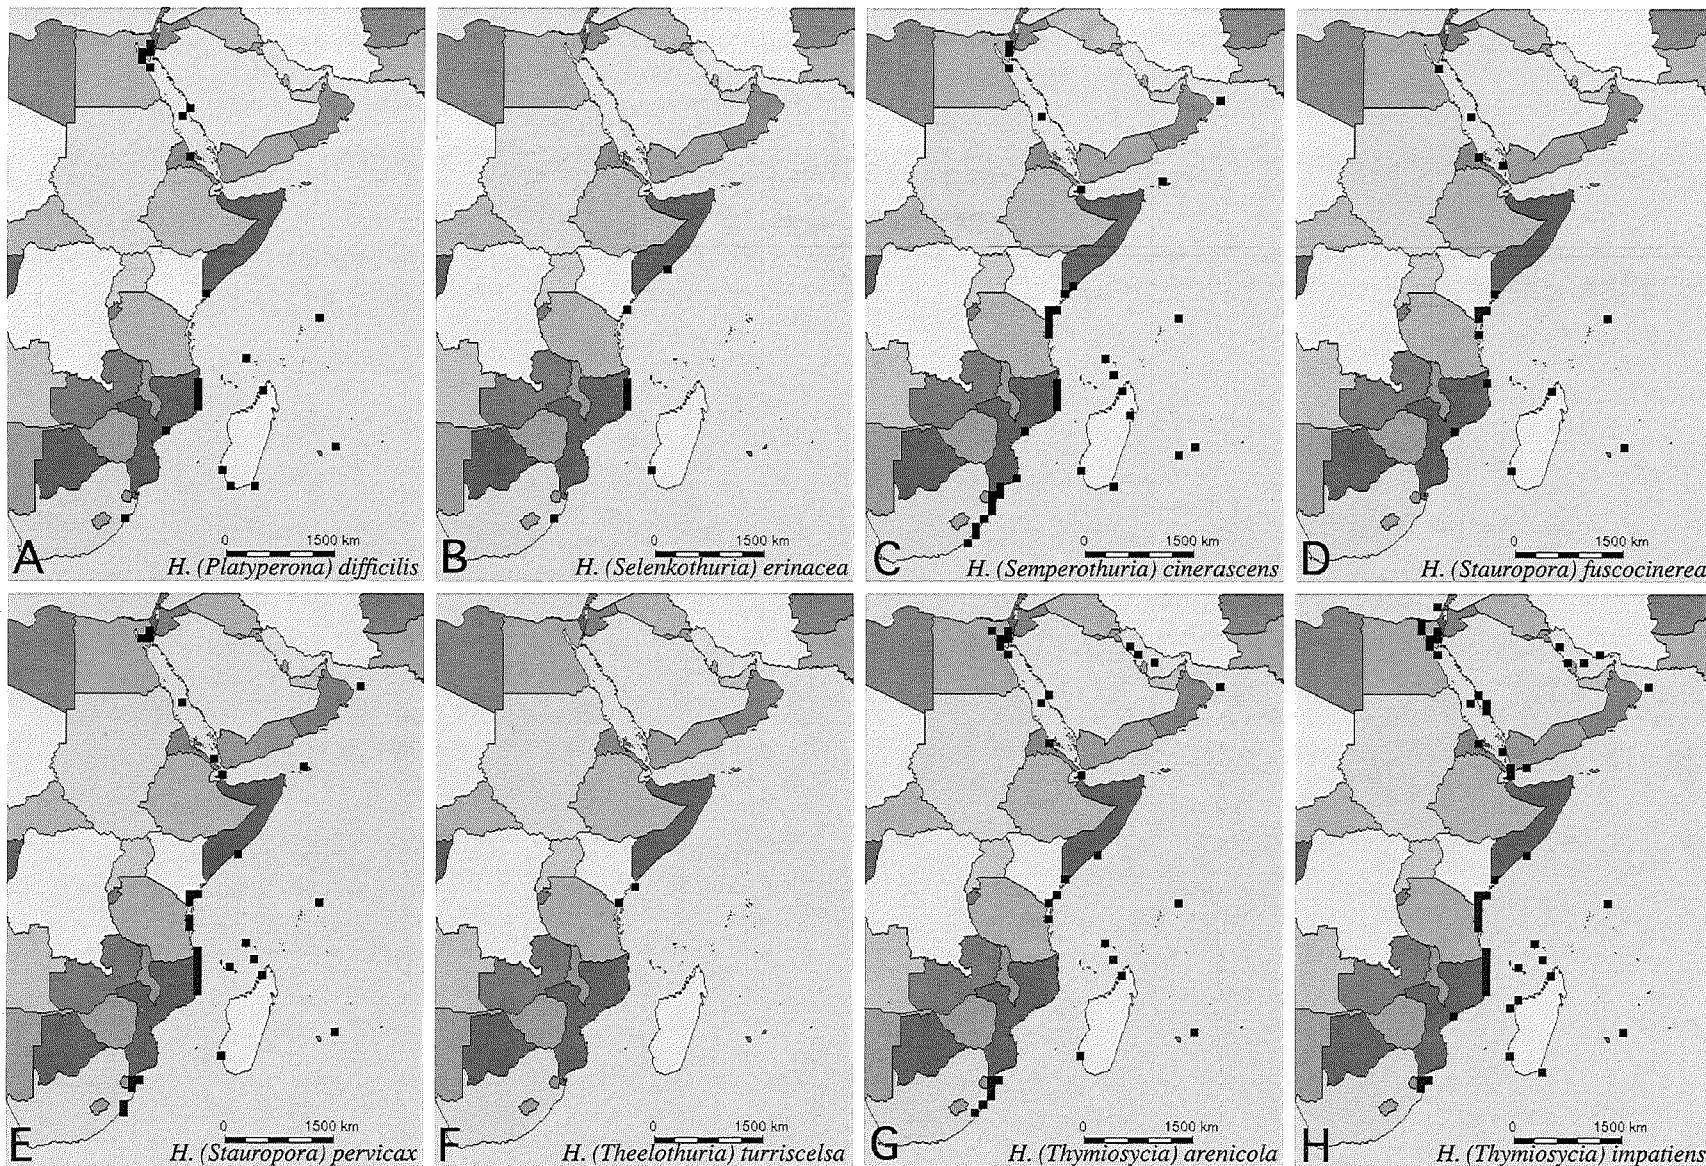 0 1500 km
A H. (Platyperona) difficilis
0 1500 km
B H. (Selenkothuria) erinacea
0 1500 km
C H. (Semperothuria) cinerascens
0 1500 km
D H. (Stauropora) fuscocinerea
0 1500 km
E H. (Stauropora) pervicax
0 1500 km
F H. (Theelothuria) turriscelsa
0 1500 km
G H. (Thymiosycia) arenicola
0 1500 km
H H. (Thymiosycia) impatiens